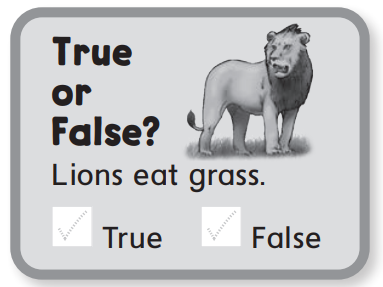 True
or
False?
Lions eat grass.
True False